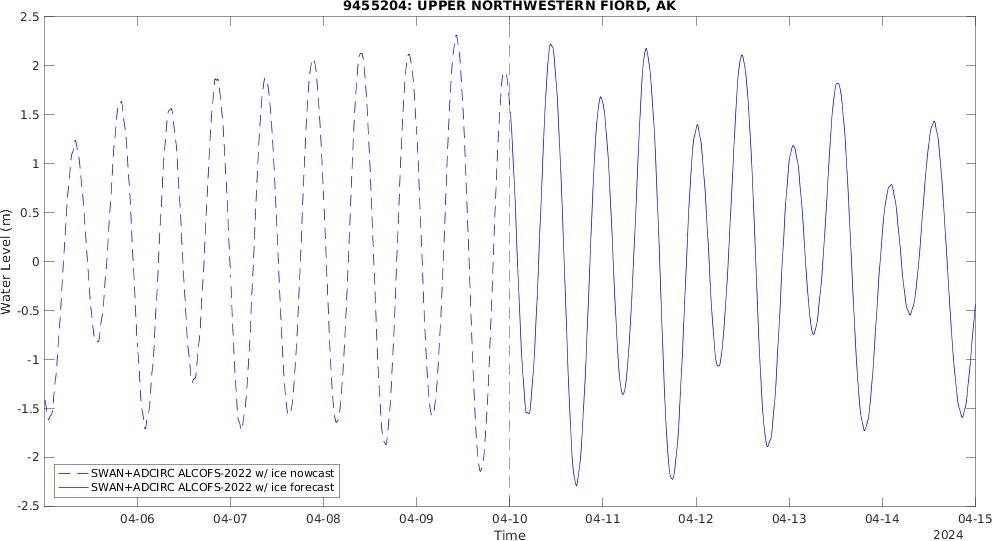 9455204: UPPER NORTHWESTERN FIORD, AK
2.5
2
1.5
1
0.5
0
-0.5
-1
-1.5
-2
-2.5
Water Level (m)
SWAN+ADCIRC ALCOFS-2022 w/ ice nowcast
SWAN+ADCIRC ALCOFS-2022 w/ ice forecast
04-06 04-07 04-08 04-09 04-10 04-11 04-12 04-13 04-14 04-15
Time
2024